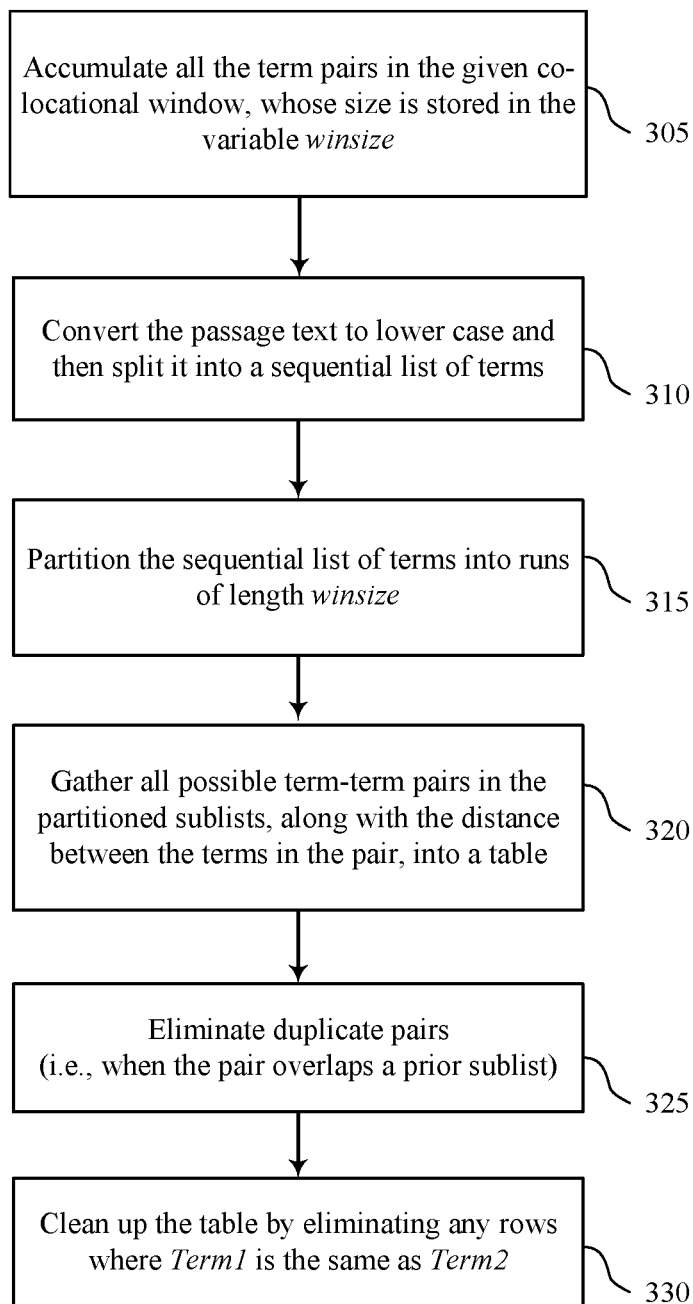 Accumulate all the term pairs in the given co-
locational window, whose size is stored in the
variable winsize
305
Convert the passage text to lower case and
then split it into a sequential list of terms
310
Partition the sequential list of terms into runs
of length winsize
315
Gather all possible term-term pairs in the
partitioned sublists, along with the distance
between the terms in the pair, into a table
320
Eliminate duplicate pairs
(i.e., when the pair overlaps a prior sublist)
325
Clean up the table by eliminating any rows
where Term1 is the same as Term2
330